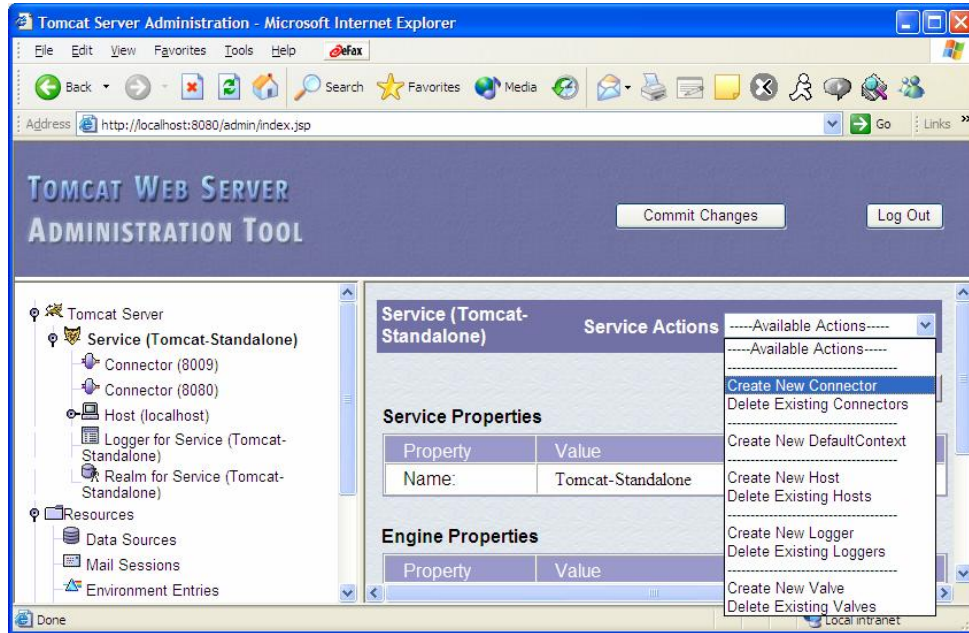 Tomcat Server Administration - Microsoft Internet Explorer
File Edit View Favorites Tools Help eFax
Back Search Favorites Media
Address http://localhost:8080/admin/index.jsp Go Links »
TOMCAT WEB SERVER
ADMINISTRATION TOOL
Commit Changes Log Out
Tomcat Server
Service (Tomcat-Standalone)
Connector (8009)
Connector (8080)
Host (localhost)
Logger for Service (Tomcat-
Standalone)
Realm for Service (Tomcat-
Standalone)
Resources
Data Sources
Mail Sessions
Environment Entries
Service (Tomcat-
Standalone)
Service Actions -----Available Actions-----
-----Available Actions-----
----------------------------------
Create New Connector
Delete Existing Connectors
----------------------------------
Create New DefaultContext
----------------------------------
Create New Host
Delete Existing Hosts
----------------------------------
Create New Logger
Delete Existing Loggers
----------------------------------
Create New Valve
Delete Existing Valves
Service Properties
Property Value
Name: Tomcat-Standalone
Engine Properties
Property Value
Done Local intranet